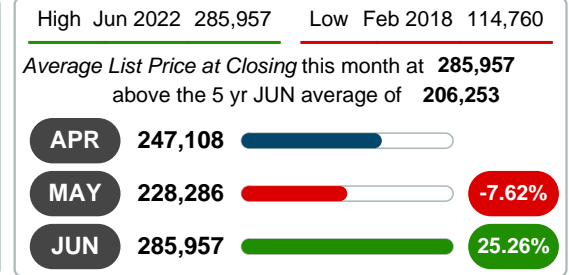 High Jun 2022 285,957 Low Feb 2018 114,760
Average List Price at Closing this month at 285,957
above the 5 yr JUN average of 206,253
APR 247,108
MAY 228,286 -7.62%
JUN 285,957 25.26%